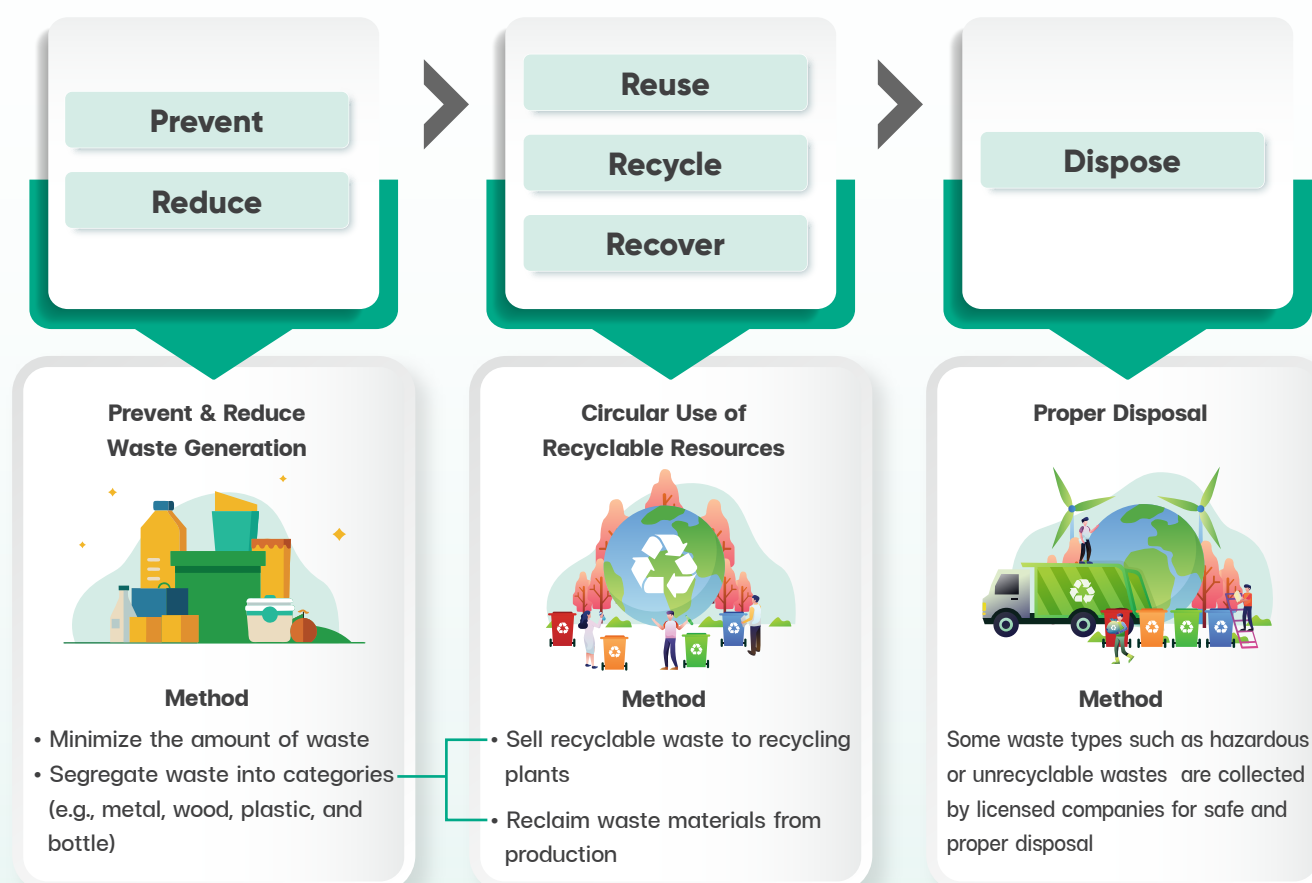 Prevent
Reduce
Reuse
Recycle
Recover
Dispose
Prevent & Reduce
Waste Generation
Method
• Minimize the amount of waste
• Segregate waste into categories
(e.g., metal, wood, plastic, and
bottle)
Circular Use of
Recyclable Resources
Method
• Sell recyclable waste to recycling
plants
• Reclaim waste materials from
production
Proper Disposal
Method
Some waste types such as hazardous
or unrecyclable wastes are collected
by licensed companies for safe and
proper disposal